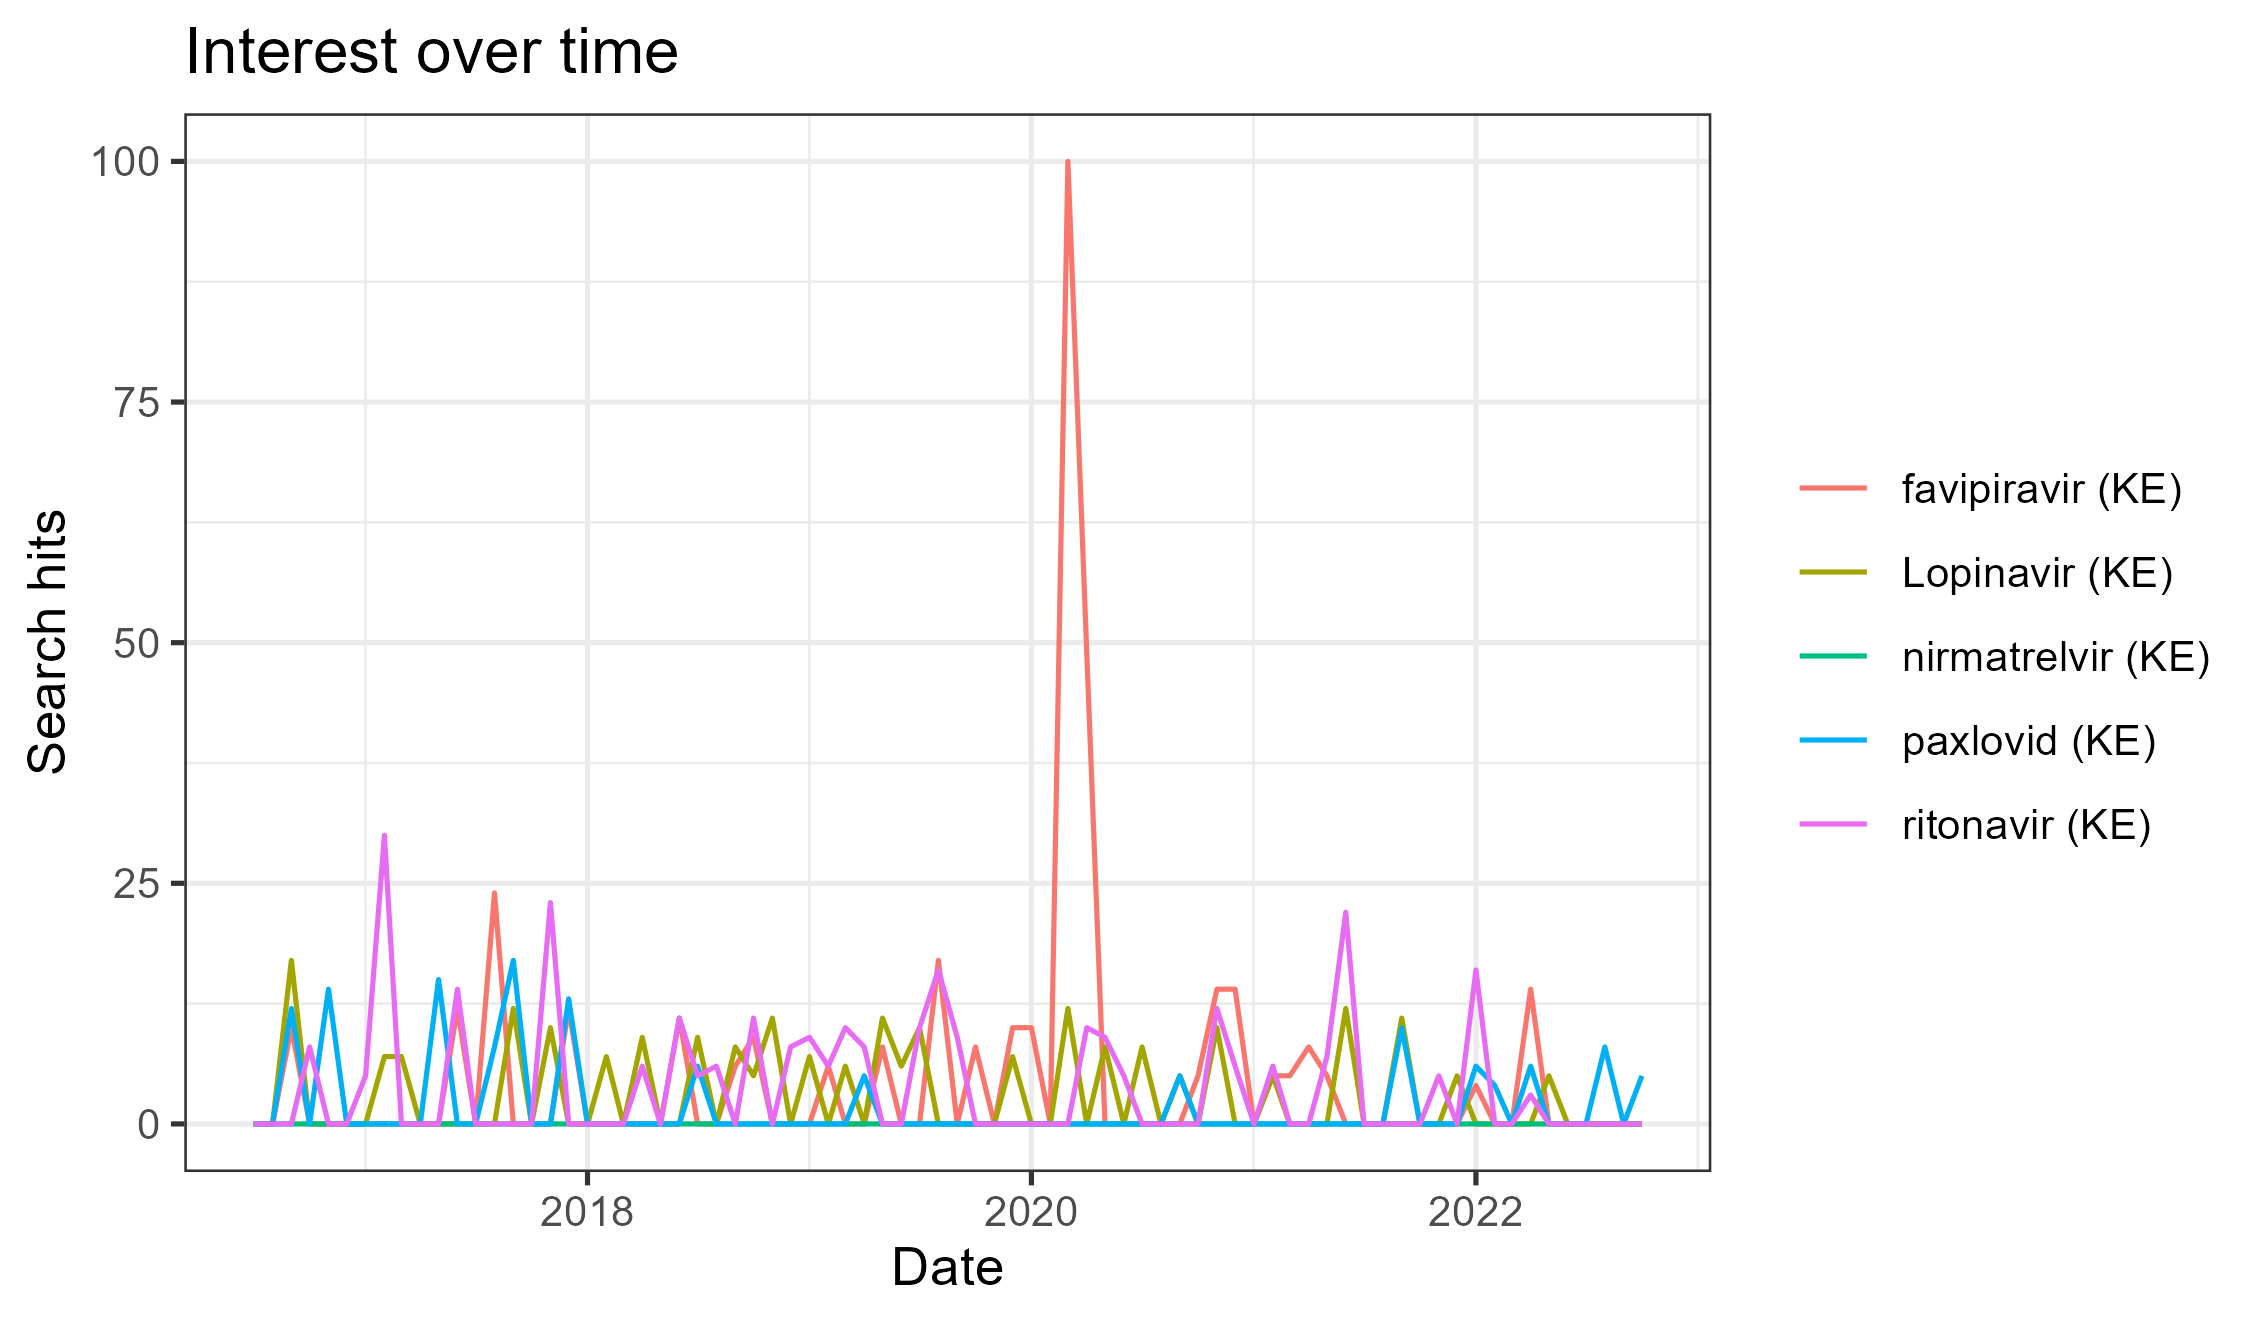 Interest over time
Search hits
100
75
50
25
0
2018
2020
2022
Date
favipiravir (KE)
Lopinavir (KE)
nirmatrelvir (KE)
paxlovid (KE)
ritonavir (KE)